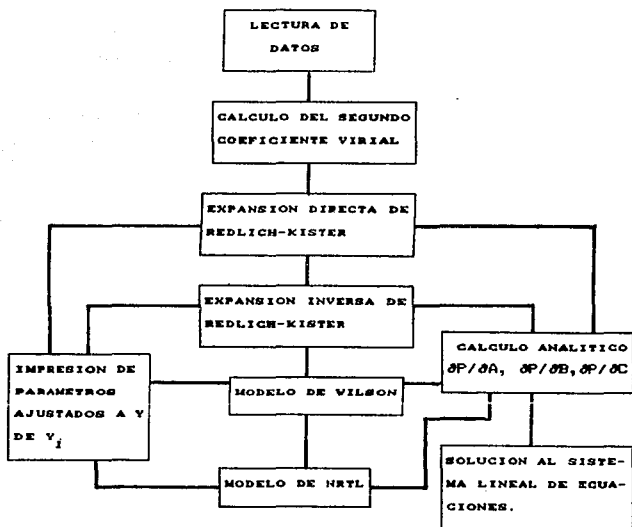 LECTURA DE
DATOS
CALCULO DEL SEGUNDO
COEFICIENTE VIRIAL
EXPANSION DIRECTA DE
REDLICH-KISTER
EXPANSION INVERSA DE
REDLICH-KISTER
IMPRESION DE
PARAMETROS
AJUSTADOS A Y
DE Y_i
MODELO DE WILSON
CALCULO ANALITICO
∂P/∂A, ∂P/∂B, ∂P/∂C
MODELO DE NRTL
SOLUCION AL SISTE-
MA LINEAL DE ECUA-
CIONES.